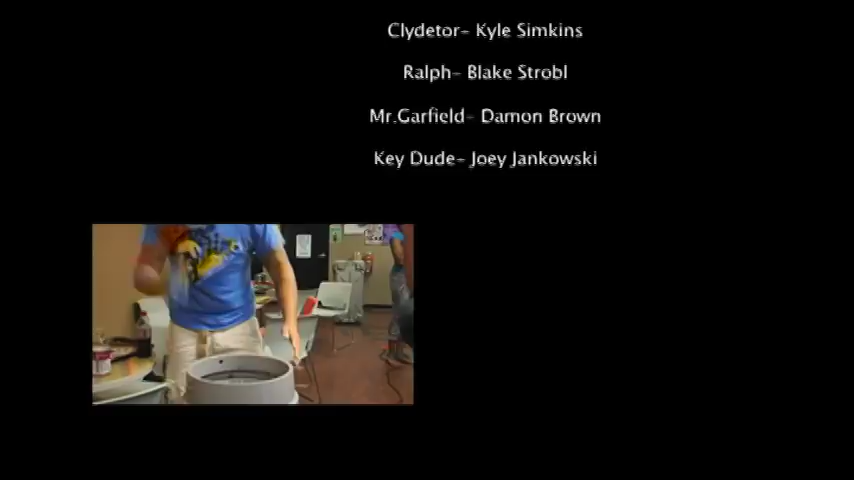 Clydetor- Kyle Simkins
Ralph- Blake Strobl
Mr.Garfield- Damon Brown
Key Dude- Joey Jankowski